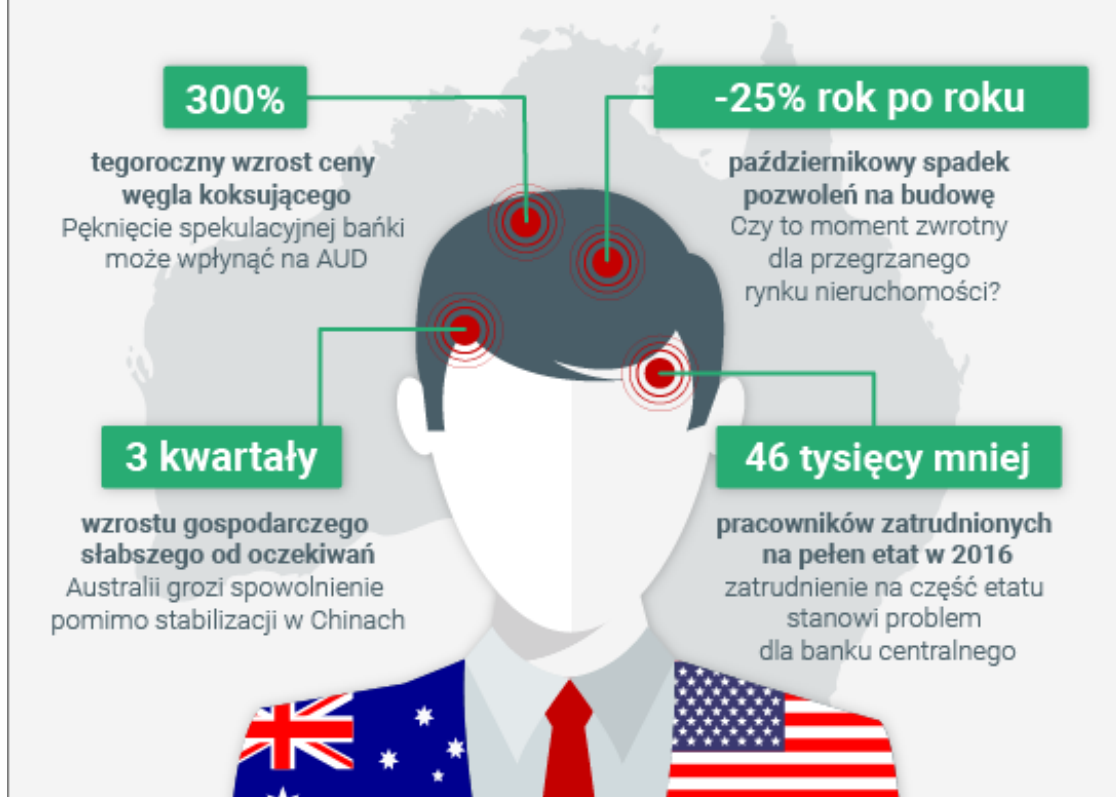 300%
tegoroczny wzrost ceny
węgla koksującego
Pęknięcie spekulacyjnej bańki
może wpłynąć na AUD
-25% rok po roku
październikowy spadek
pozwoleń na budowę
Czy to moment zwrotny
dla przegrzanego
rynku nieruchomości?
3 kwartały
wzrostu gospodarczego
słabszego od oczekiwań
Australii grozi spowolnienie
pomimo stabilizacji w Chinach
46 tysięcy mniej
pracowników zatrudnionych
na pełen etat w 2016
zatrudnienie na część etatu
stanowi problem
dla banku centralnego